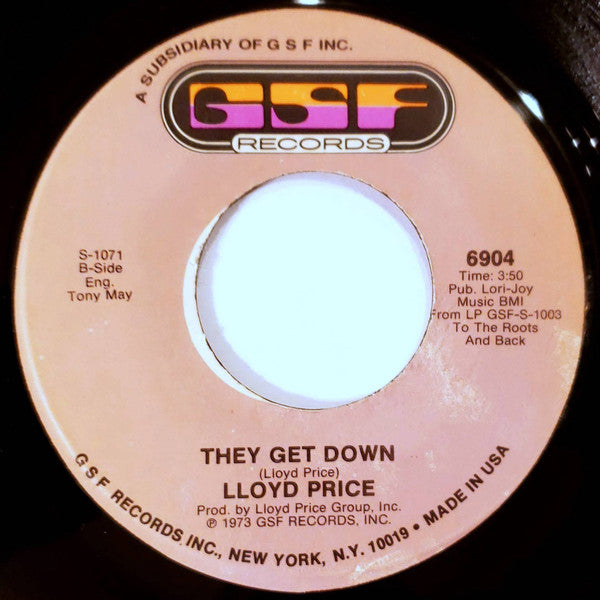 A SUBSIDIARY OF G S F INC.
GSF
RECORDS
S-1071
B-Side
Eng.
Tony May
6904
Time: 3:50
Pub. Lori-Joy
Music BMI
From LP GSF-S-1003
To The Roots
And Back
THEY GET DOWN
(Lloyd Price)
LLOYD PRICE
Prod. by Lloyd Price Group, Inc.
℗ 1973 GSF RECORDS, INC.
G S F RECORDS INC., NEW YORK, N.Y. 10019 • MADE IN USA